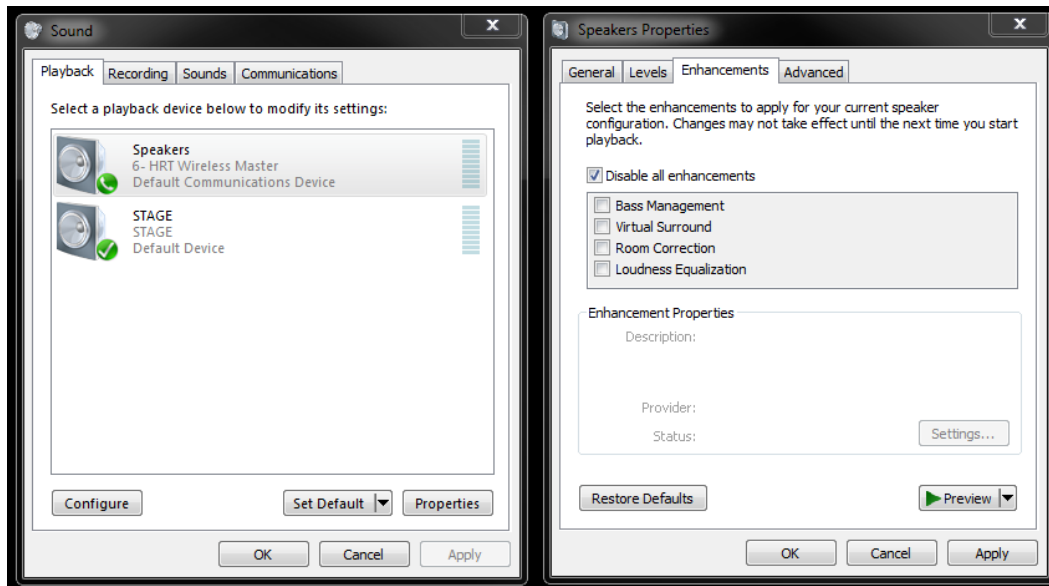 Sound
X
Playback
Recording
Sounds
Communications
Select a playback device below to modify its settings:
Speakers
6- HRT Wireless Master
Default Communications Device
STAGE
STAGE
Default Device
Configure
Set Default
Properties
OK
Cancel
Apply
Speakers Properties
X
General
Levels
Enhancements
Advanced
Select the enhancements to apply for your current speaker
configuration. Changes may not take effect until the next time you start
playback.
Disable all enhancements
Bass Management
Virtual Surround
Room Correction
Loudness Equalization
Enhancement Properties
Description:
Provider:
Status:
Settings...
Restore Defaults
Preview
OK
Cancel
Apply